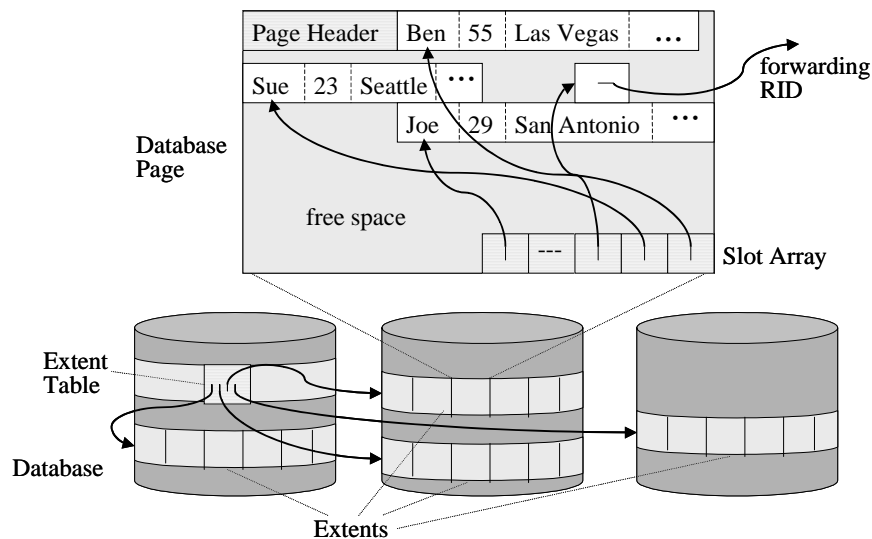 Page Header Ben 55 Las Vegas ...
forwarding
RID
Sue 23 Seattle ...
Joe 29 San Antonio ...
Database
Page
free space
---
Slot Array
Extent
Table
Database
Extents